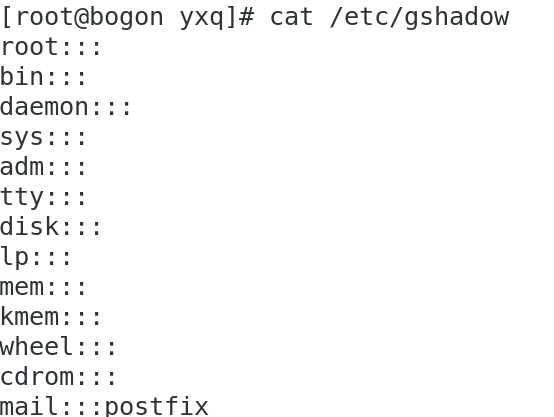 [root@bogon yxq]# cat /etc/gshadow
root:::
bin:::
daemon:::
sys:::
adm:::
tty:::
disk:::
lp:::
mem:::
kmem:::
wheel:::
cdrom:::
mail:::postfix